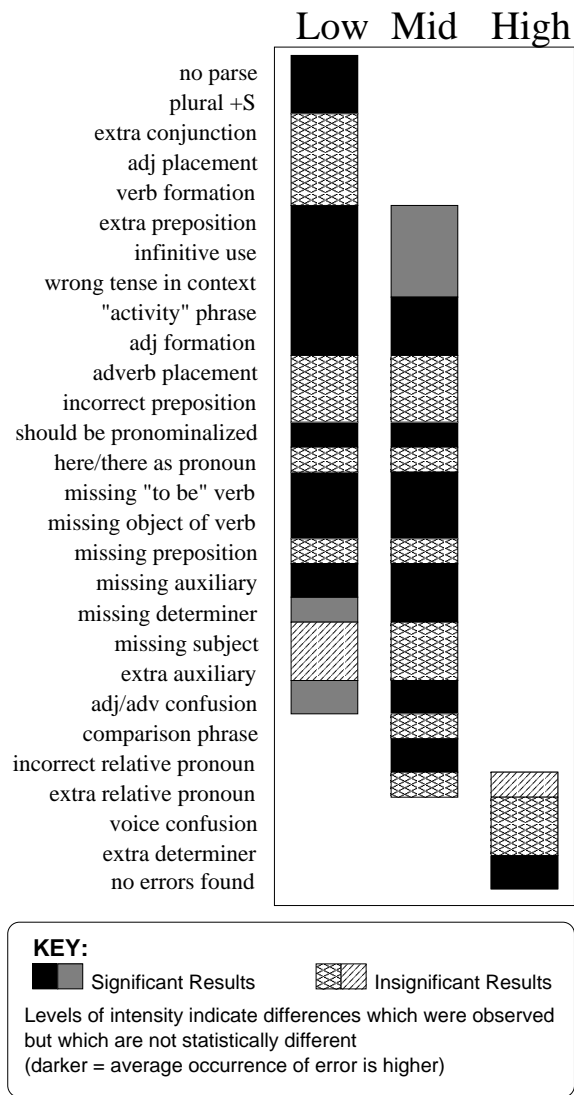 Low Mid High
no parse
plural +S
extra conjunction
adj placement
verb formation
extra preposition
infinitive use
wrong tense in context
"activity" phrase
adj formation
adverb placement
incorrect preposition
should be pronominalized
here/there as pronoun
missing "to be" verb
missing object of verb
missing preposition
missing auxiliary
missing determiner
missing subject
extra auxiliary
adj/adv confusion
comparison phrase
incorrect relative pronoun
extra relative pronoun
voice confusion
extra determiner
no errors found
KEY:
Significant Results Insignificant Results
Levels of intensity indicate differences which were observed
but which are not statistically different
(darker = average occurrence of error is higher)